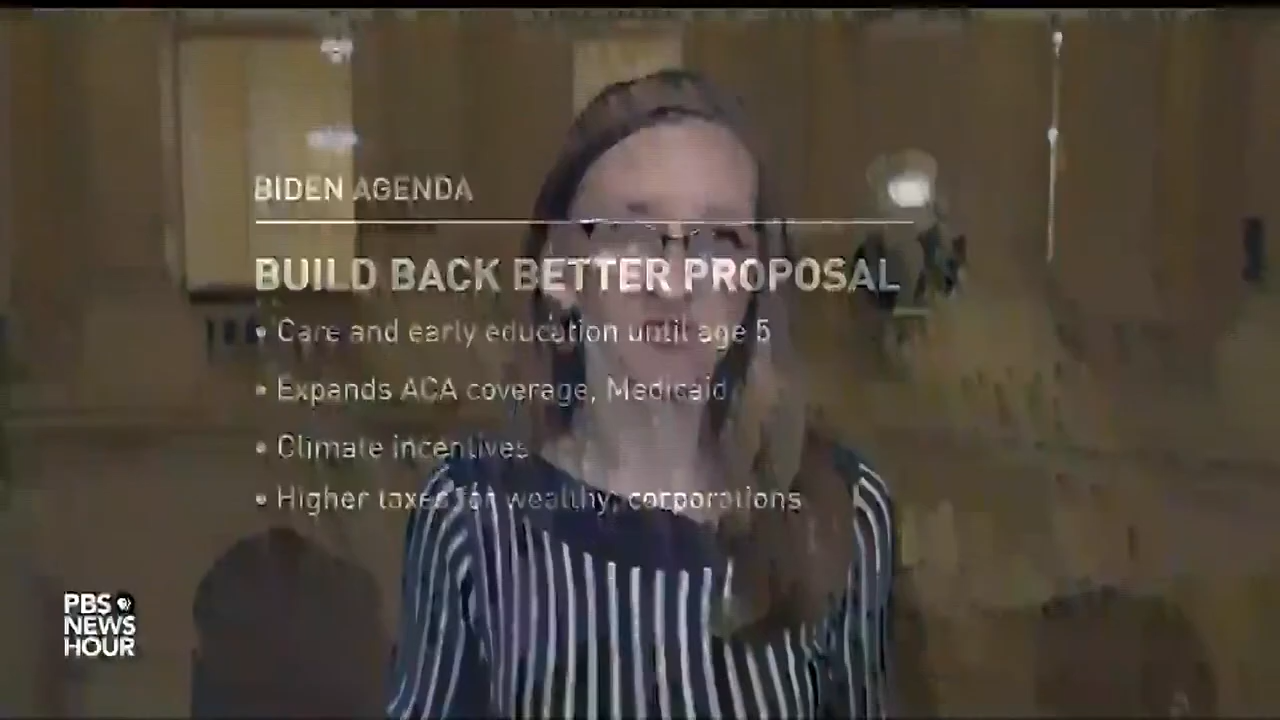 BIDEN AGENDA
BUILD BACK BETTER PROPOSAL
• Care and early education until age 5
• Expands ACA coverage, Medicaid
• Climate incentives
• Higher taxes for wealthy, corporations
PBS
NEWS
HOUR